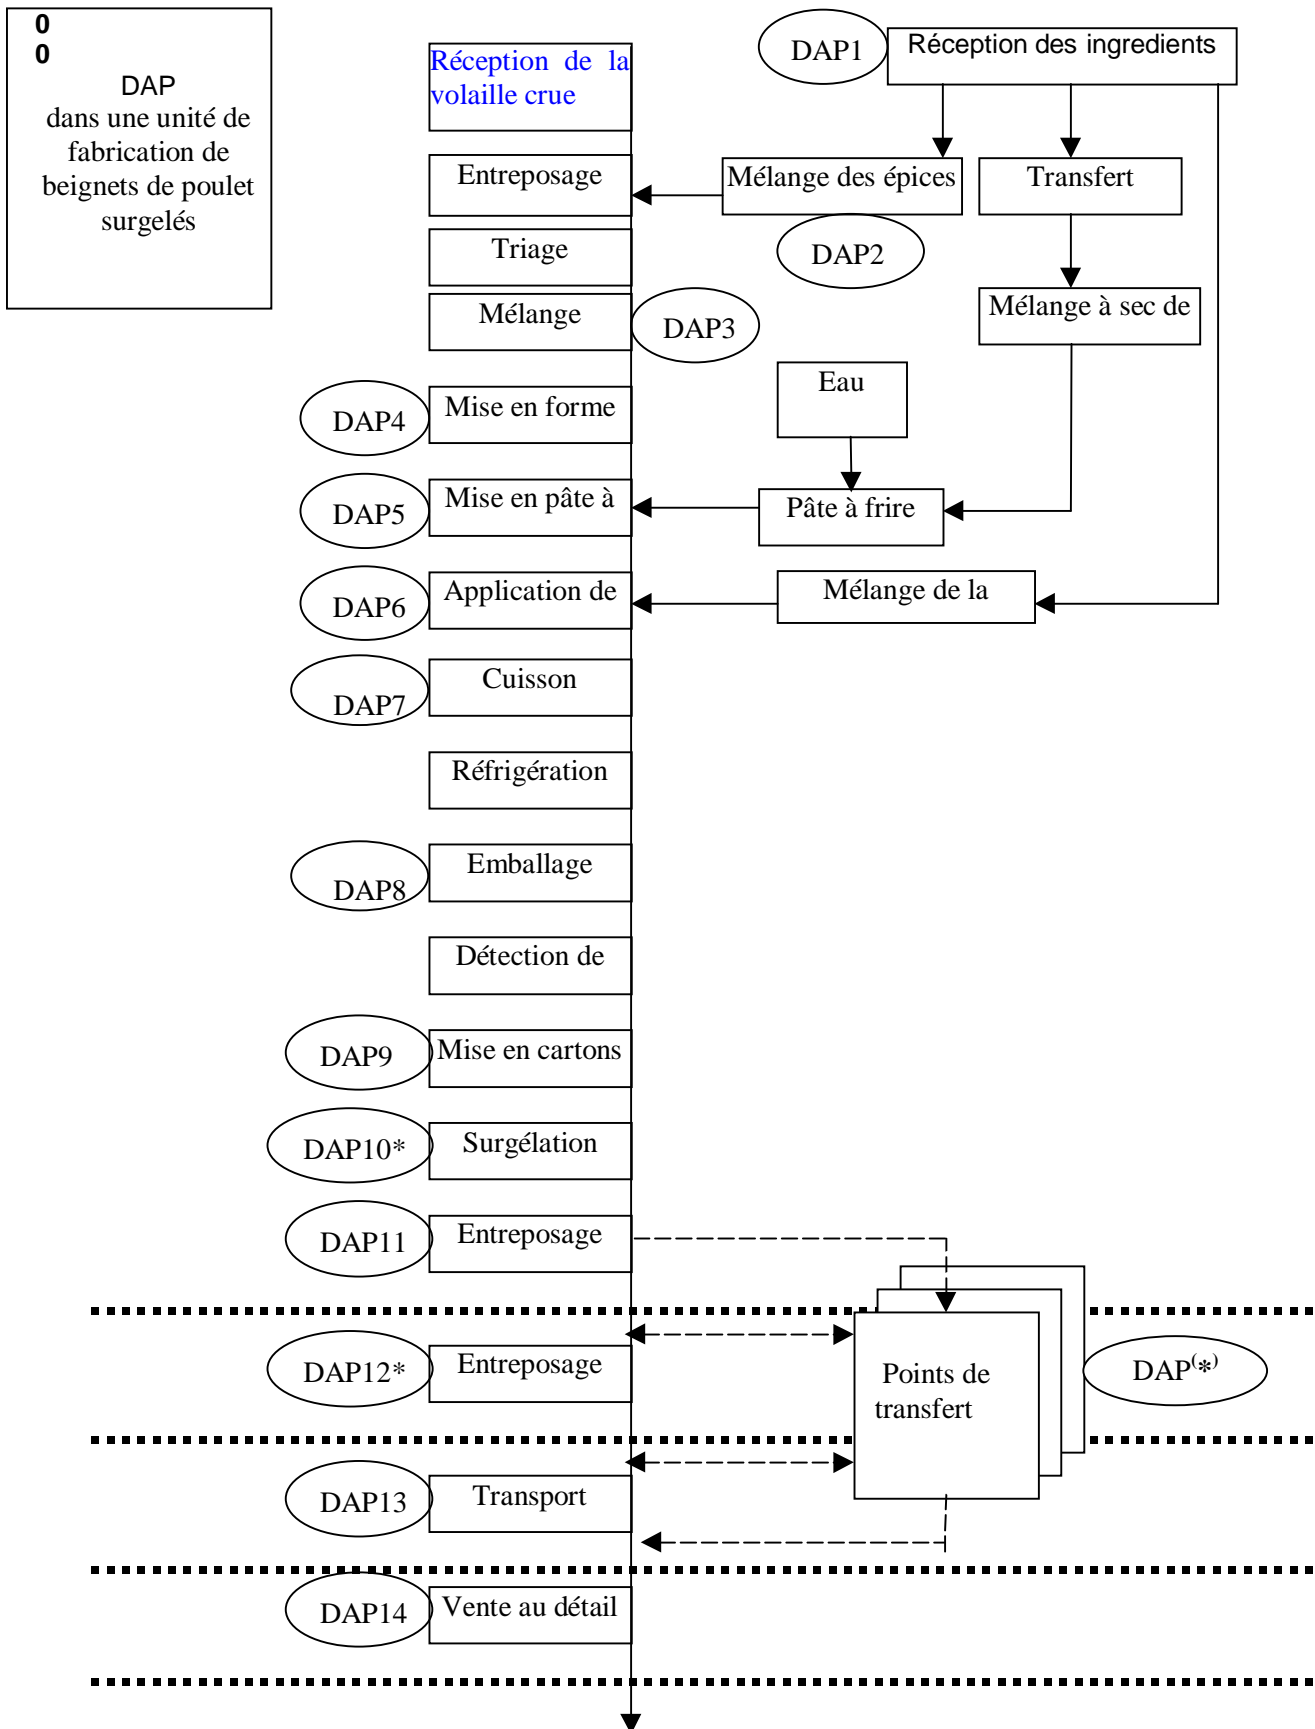 0
0
DAP
dans une unité de
fabrication de
beignets de poulet
surgelés
Réception de la
volaille crue
DAP1
Réception des ingredients
Entreposage
Mélange des épices
Transfert
Triage
DAP2
Mélange
DAP3
Mélange à sec de
Eau
DAP4
Mise en forme
DAP5
Mise en pâte à
Pâte à frire
DAP6
Application de
Mélange de la
DAP7
Cuisson
Réfrigération
DAP8
Emballage
Détection de
DAP9
Mise en cartons
DAP10*
Surgélation
DAP11
Entreposage
DAP12*
Entreposage
Points de
transfert
DAP(*)
DAP13
Transport
DAP14
Vente au détail